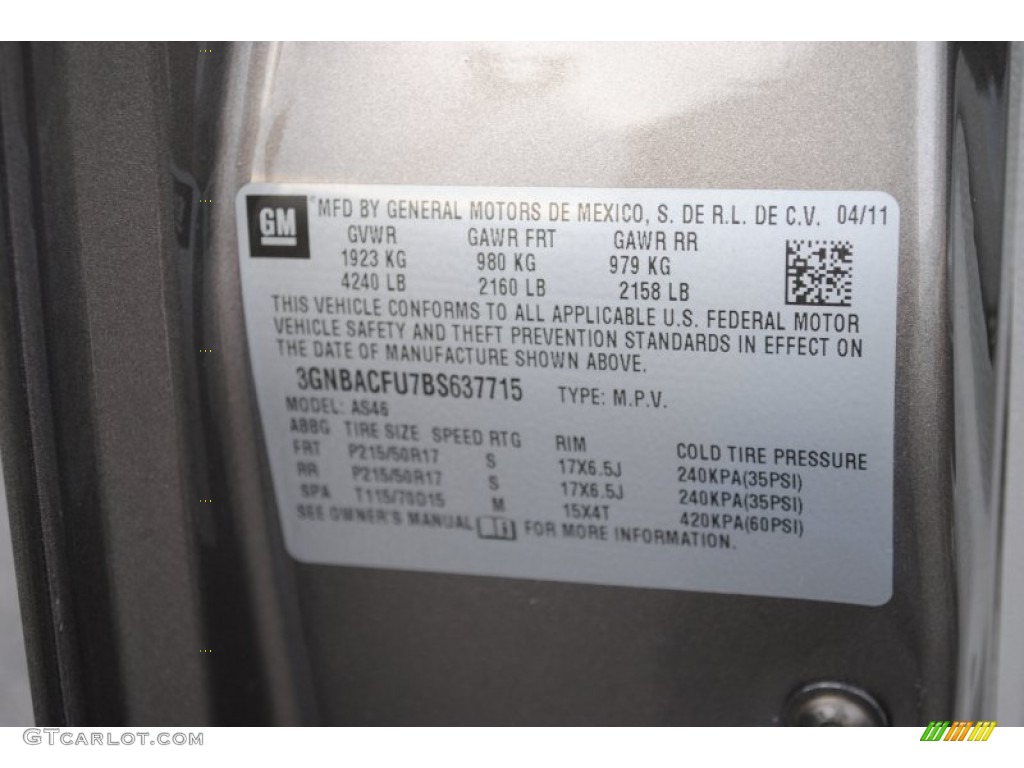 GM
® MFD BY GENERAL MOTORS DE MEXICO, S. DE R.L. DE C.V. 04/11
GVWR GAWR FRT GAWR RR
1923 KG 980 KG 979 KG
4240 LB 2160 LB 2158 LB
THIS VEHICLE CONFORMS TO ALL APPLICABLE U.S. FEDERAL MOTOR
VEHICLE SAFETY AND THEFT PREVENTION STANDARDS IN EFFECT ON
THE DATE OF MANUFACTURE SHOWN ABOVE.
3GNBACFU7BS637715 TYPE: M.P.V.
MODEL: AS46
ABBG TIRE SIZE SPEED RTG RIM COLD TIRE PRESSURE
FRT P215/50R17 S 17X6.5J 240KPA(35PSI)
RR P215/50R17 S 17X6.5J 240KPA(35PSI)
SPA T115/70D15 M 15X4T 420KPA(60PSI)
SEE OWNER'S MANUAL FOR MORE INFORMATION.
GTcarlot.com